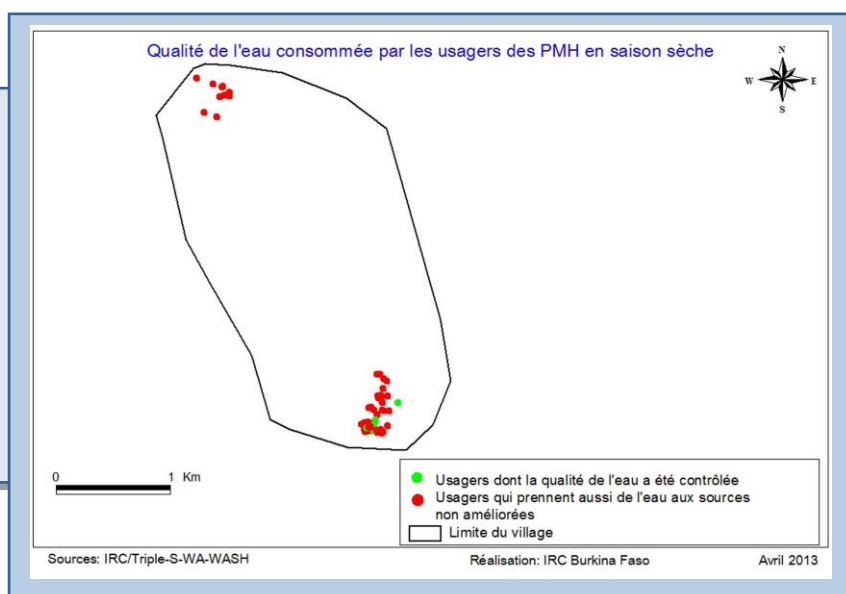 Qualité de l'eau consommée par les usagers des PMH en saison sèche
N
W E
S
0 1 Km
Usagers dont la qualité de l'eau a été contrôlée
Usagers qui prennent aussi de l'eau aux sources
non améliorées
Limite du village
Sources: IRC/Triple-S-WA-WASH Réalisation: IRC Burkina Faso Avril 2013